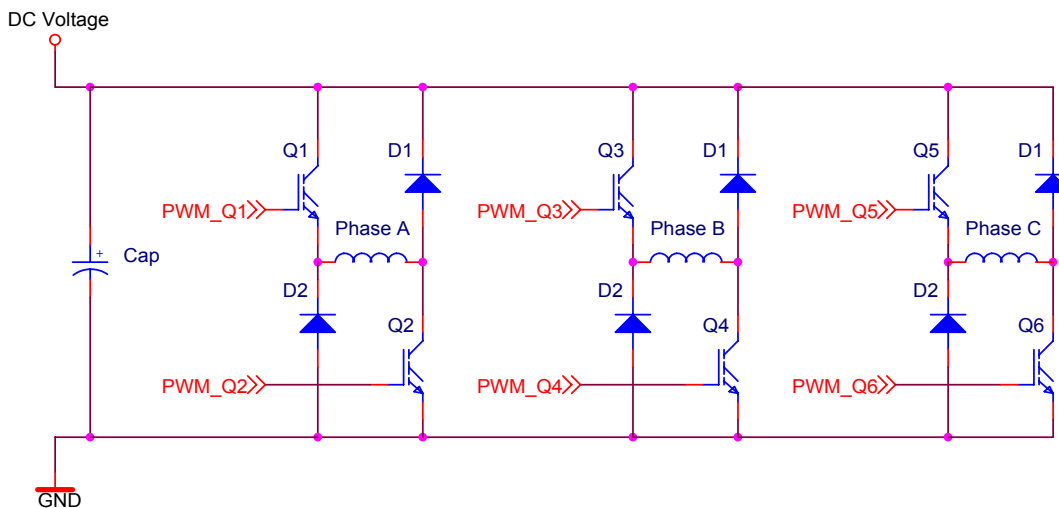 DC Voltage
Q1
D1
Q3
D1
Q5
D1
PWM_Q1
PWM_Q3
PWM_Q5
Phase A
Phase B
Phase C
+
Cap
D2
D2
D2
Q2
Q4
Q6
PWM_Q2
PWM_Q4
PWM_Q6
GND